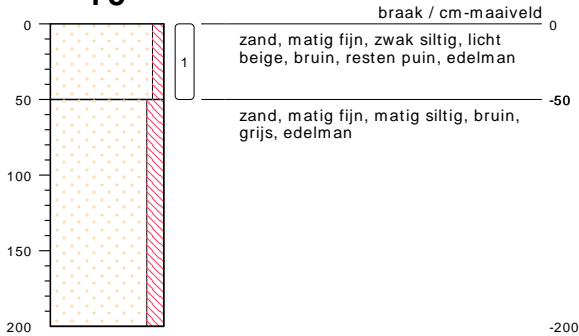 braak / cm-maaiveld
0
0
zand, matig fijn, zwak siltig, licht
beige, bruin, resten puin, edelman
1
50
-50
zand, matig fijn, matig siltig, bruin,
grijs, edelman
100
150
200
-200